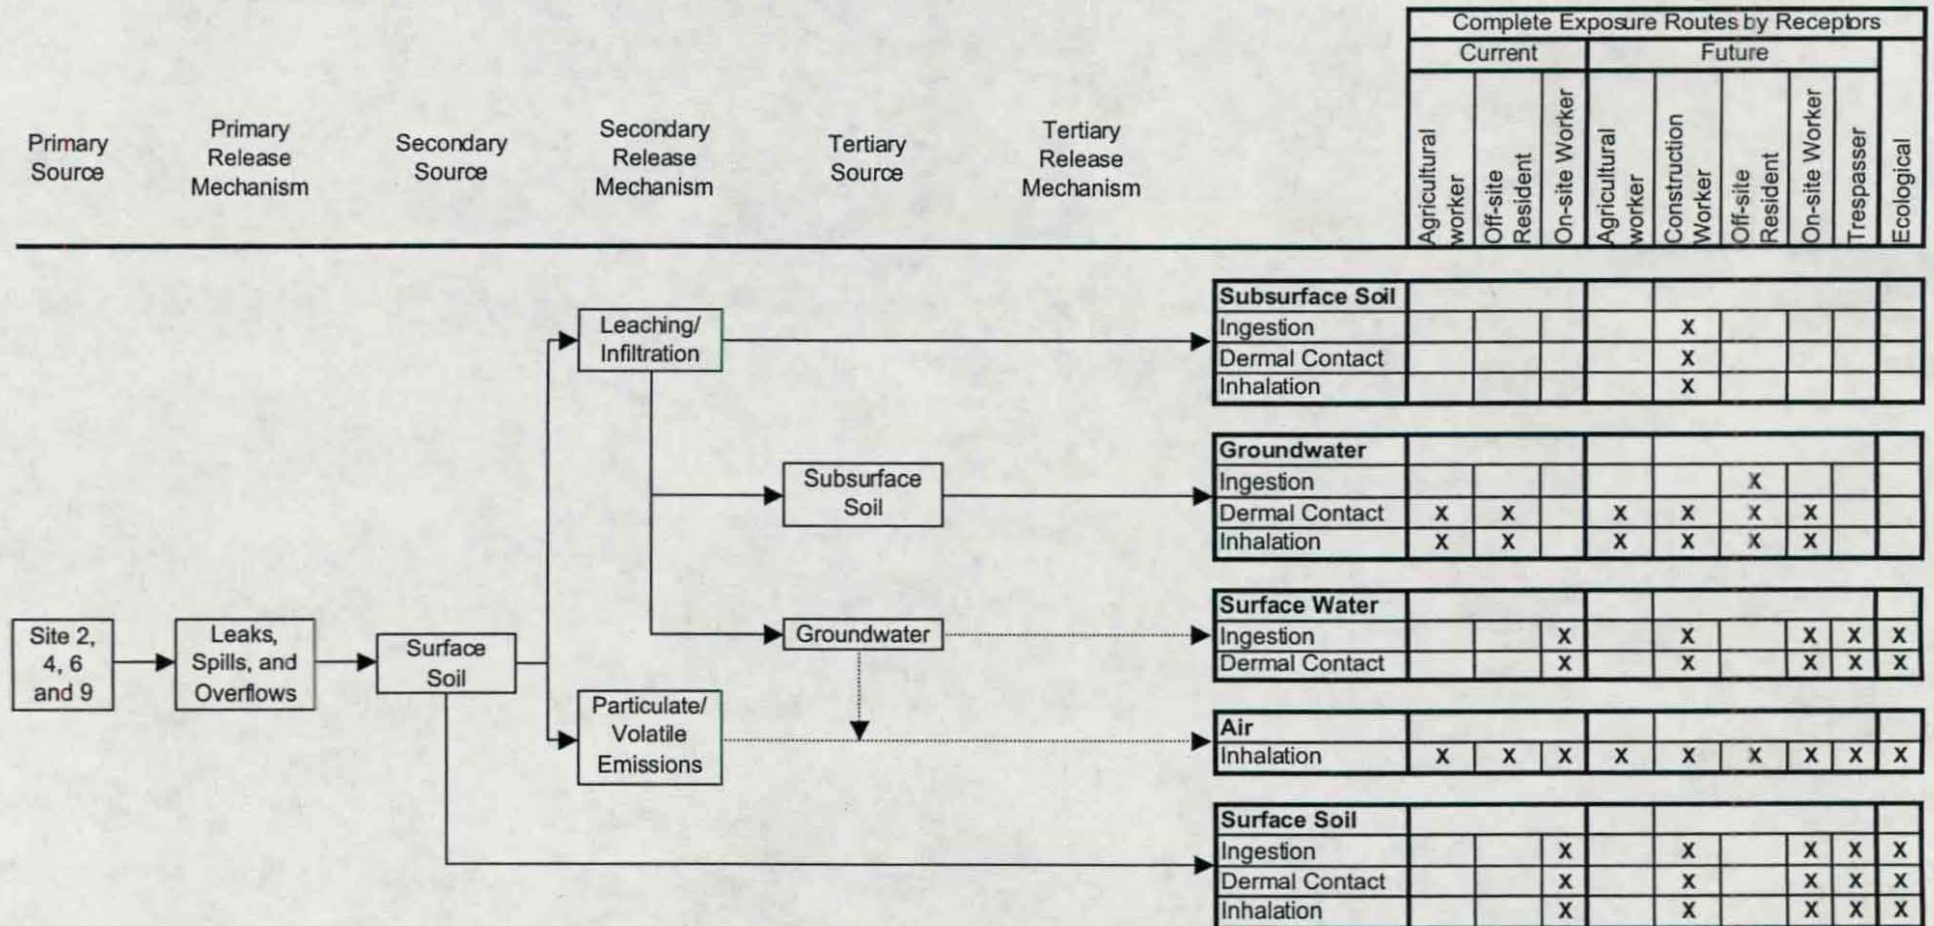 Complete Exposure Routes by Receptors
Current Future
Agricultural
worker
Off-site
Resident
On-site Worker
Agricultural
worker
Construction
Worker
Off-site
Resident
On-site Worker
Trespasser
Ecological
Primary
Source
Primary
Release
Mechanism
Secondary
Source
Secondary
Release
Mechanism
Tertiary
Source
Tertiary
Release
Mechanism
Site 2,
4, 6
and 9
Leaks,
Spills, and
Overflows
Surface
Soil
Leaching/
Infiltration
Particulate/
Volatile
Emissions
Subsurface
Soil
Groundwater
Subsurface Soil
Ingestion X
Dermal Contact X
Inhalation X
Groundwater
Ingestion X
Dermal Contact X X X X X X
Inhalation X X X X X X
Surface Water
Ingestion X X X X X
Dermal Contact X X X X X
Air
Inhalation X X X X X X X X X
Surface Soil
Ingestion X X X X X
Dermal Contact X X X X X
Inhalation X X X X X